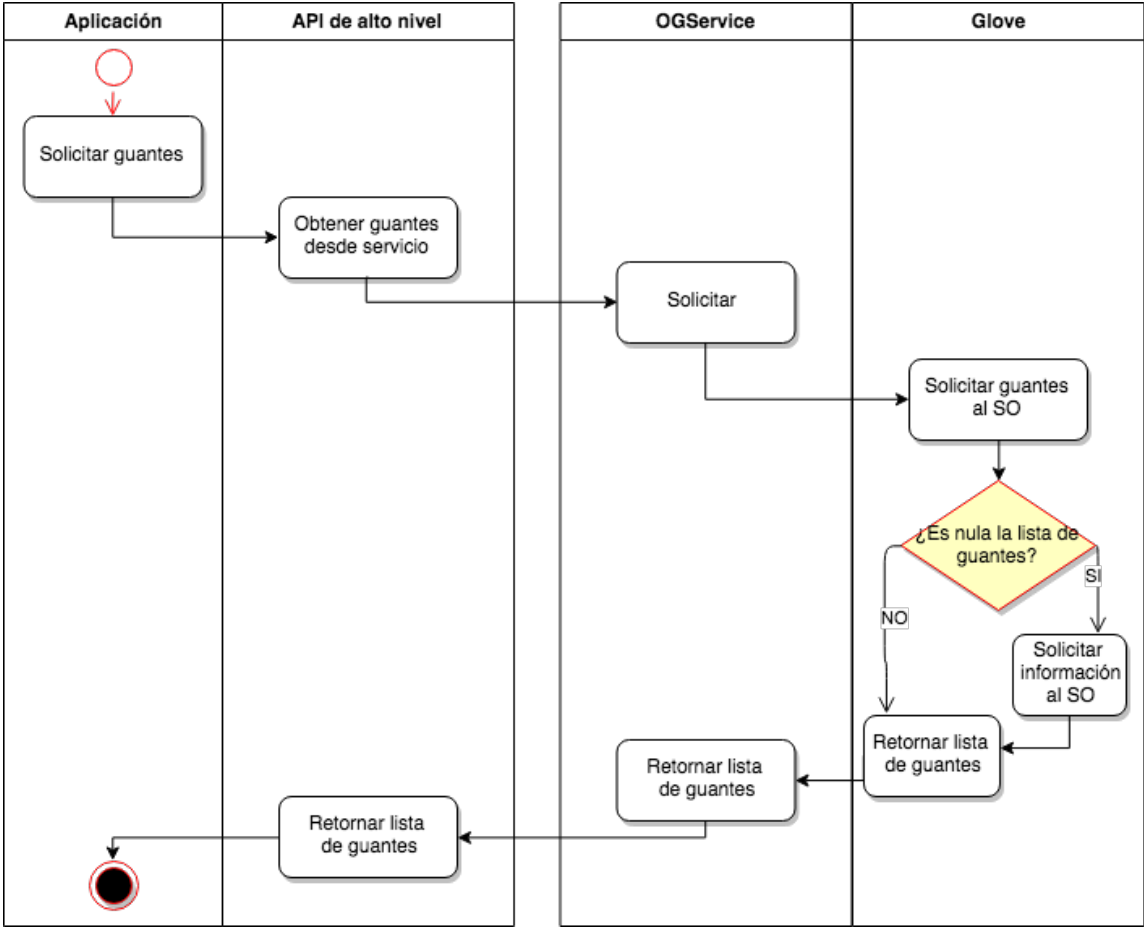 Aplicación
API de alto nivel
OGService
Glove
Solicitar guantes
Obtener guantes
desde servicio
Solicitar
Solicitar guantes
al SO
¿Es nula la lista de
guantes?
SI
NO
Solicitar
información
al SO
Retornar lista
de guantes
Retornar lista
de guantes
Retornar lista
de guantes